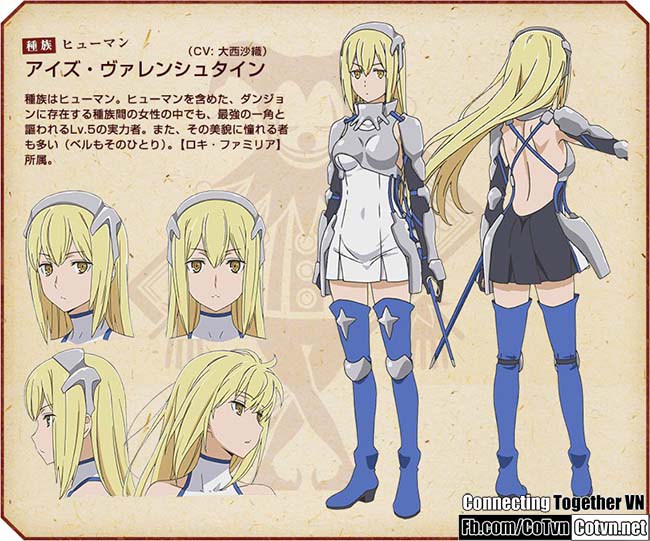 種族 ヒューマン
(CV: 大西沙織)
アイズ・ヴァレンシュタイン
種族はヒューマン。ヒューマンを含めた、ダンジョ
ンに存在する種族間の女性の中でも、最強の一角と
謳われるLv.5の実力者。また、その美貌に憧れる者
も多い（ベルもそのひとり）。【ロキ・ファミリア】
所属。
Connecting Together VN
Fb.com/CoTvn Cotvn.net